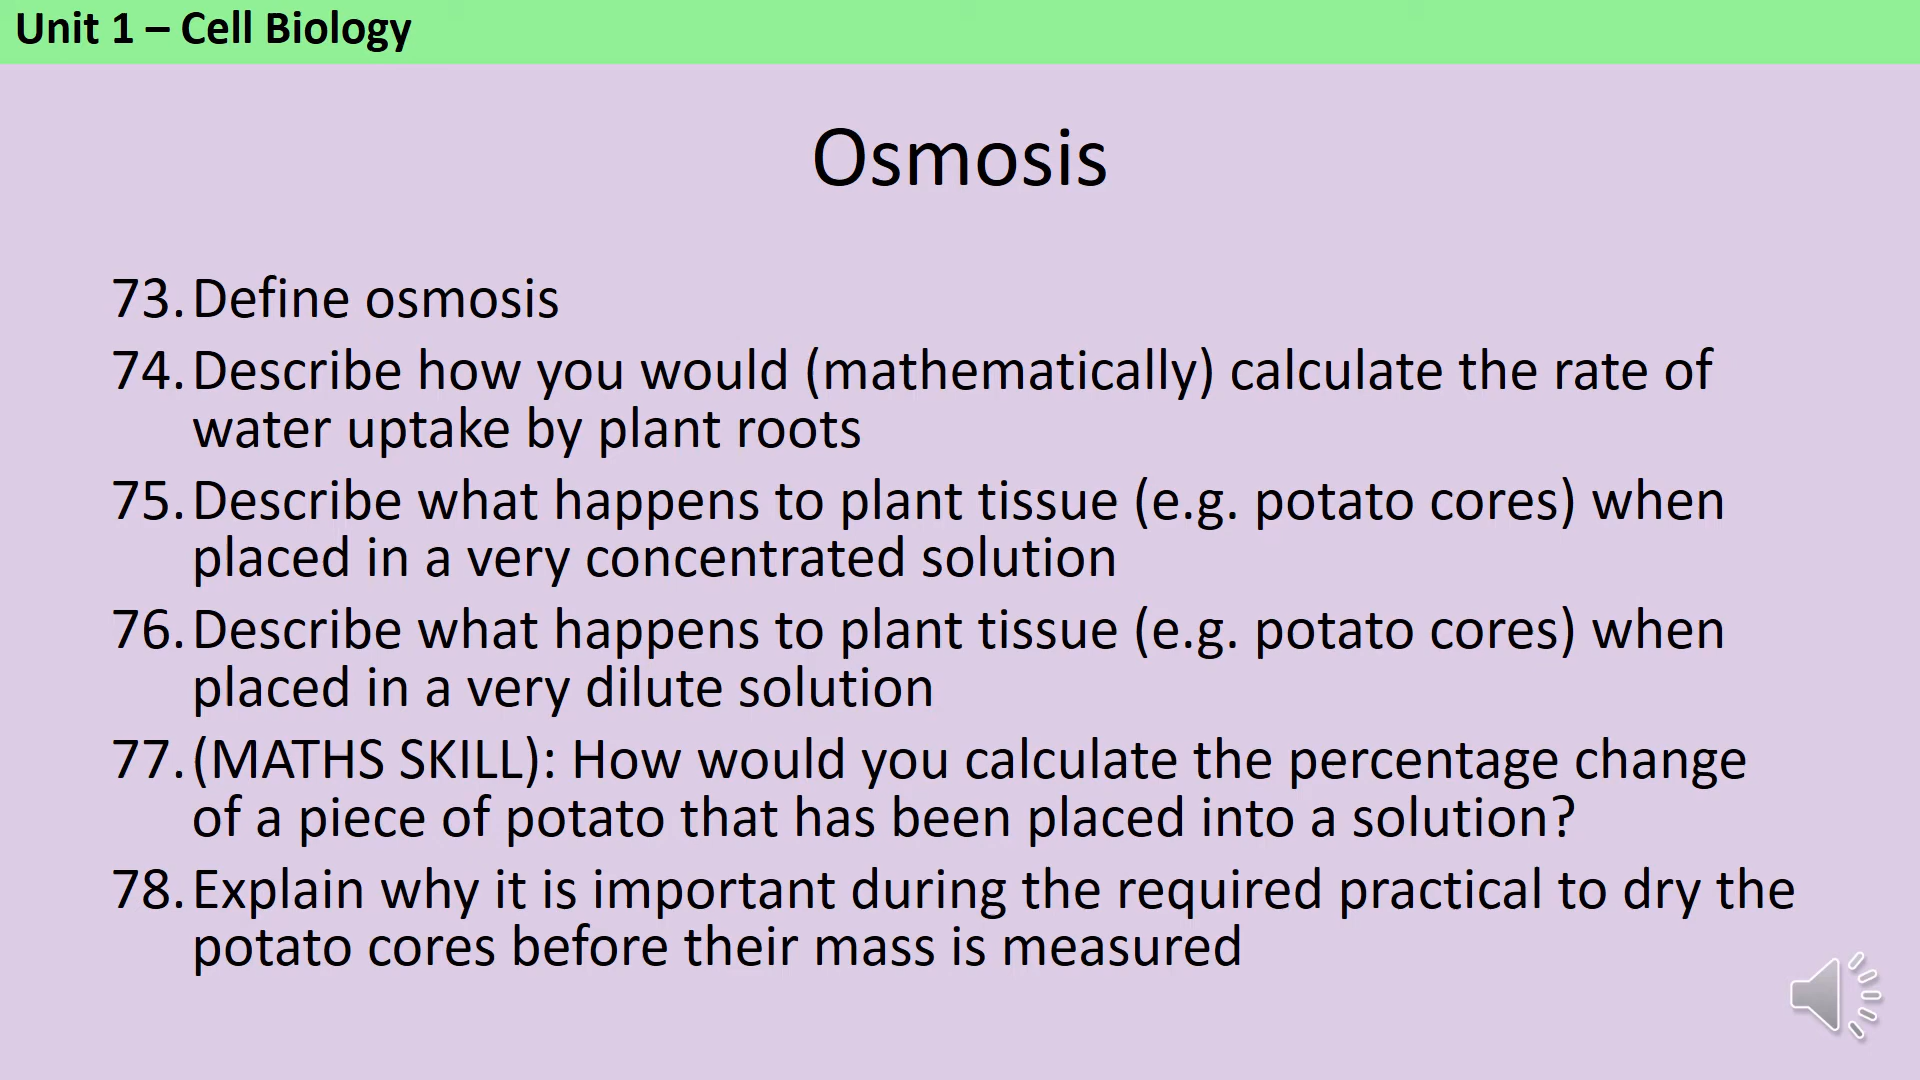 Unit 1 – Cell Biology
Osmosis
73. Define osmosis
74. Describe how you would (mathematically) calculate the rate of
water uptake by plant roots
75. Describe what happens to plant tissue (e.g. potato cores) when
placed in a very concentrated solution
76. Describe what happens to plant tissue (e.g. potato cores) when
placed in a very dilute solution
77. (MATHS SKILL): How would you calculate the percentage change
of a piece of potato that has been placed into a solution?
78. Explain why it is important during the required practical to dry the
potato cores before their mass is measured